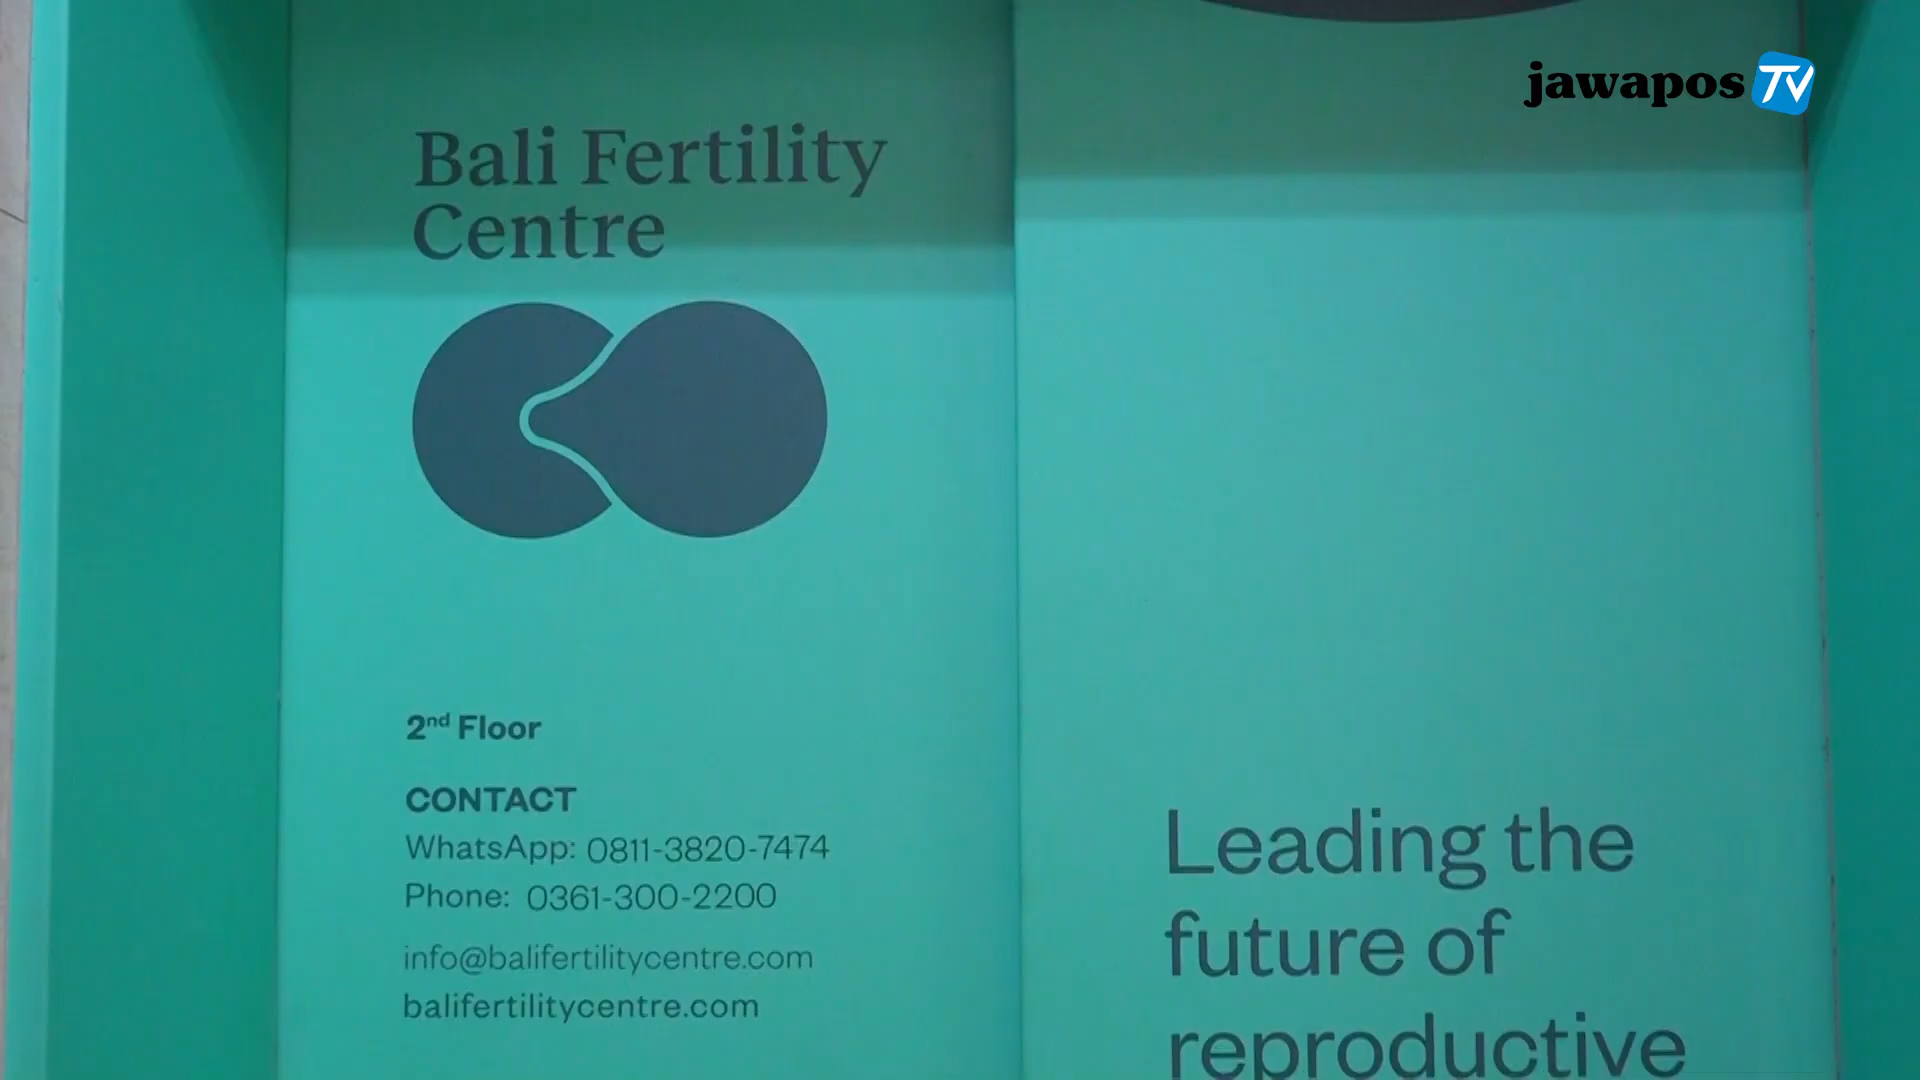 jawapos TV
Bali Fertility
Centre
2nd Floor
CONTACT
WhatsApp: 0811-3820-7474
Phone: 0361-300-2200
info@balifertilitycentre.com
balifertilitycentre.com
Leading the
future of
reproductive